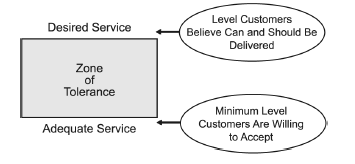 Desired Service
Level Customers
Believe Can and Should Be
Delivered
Zone
of
Tolerance
Adequate Service
Minimum Level
Customers Are Willing
to Accept